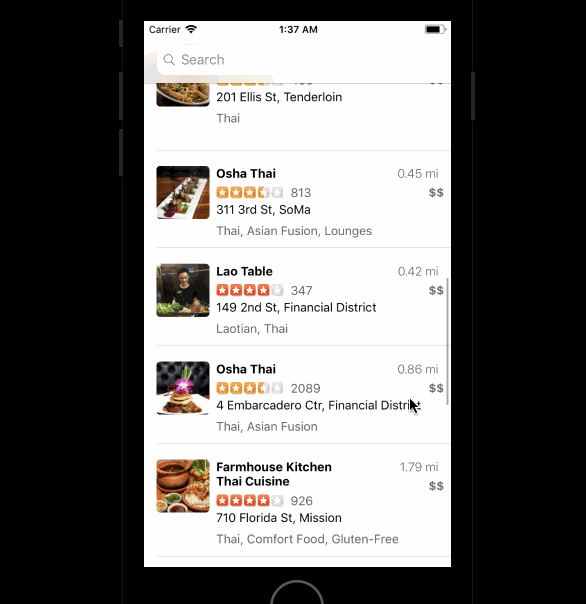 Carrier 1:37 AM
Search
201 Ellis St, Tenderloin
Thai
Osha Thai 0.45 mi
813 $$
311 3rd St, SoMa
Thai, Asian Fusion, Lounges
Lao Table 0.42 mi
347 $$
149 2nd St, Financial District
Laotian, Thai
Osha Thai 0.86 mi
2089 $$
4 Embarcadero Ctr, Financial District
Thai, Asian Fusion
Farmhouse Kitchen 1.79 mi
Thai Cuisine $$
926
710 Florida St, Mission
Thai, Comfort Food, Gluten-Free